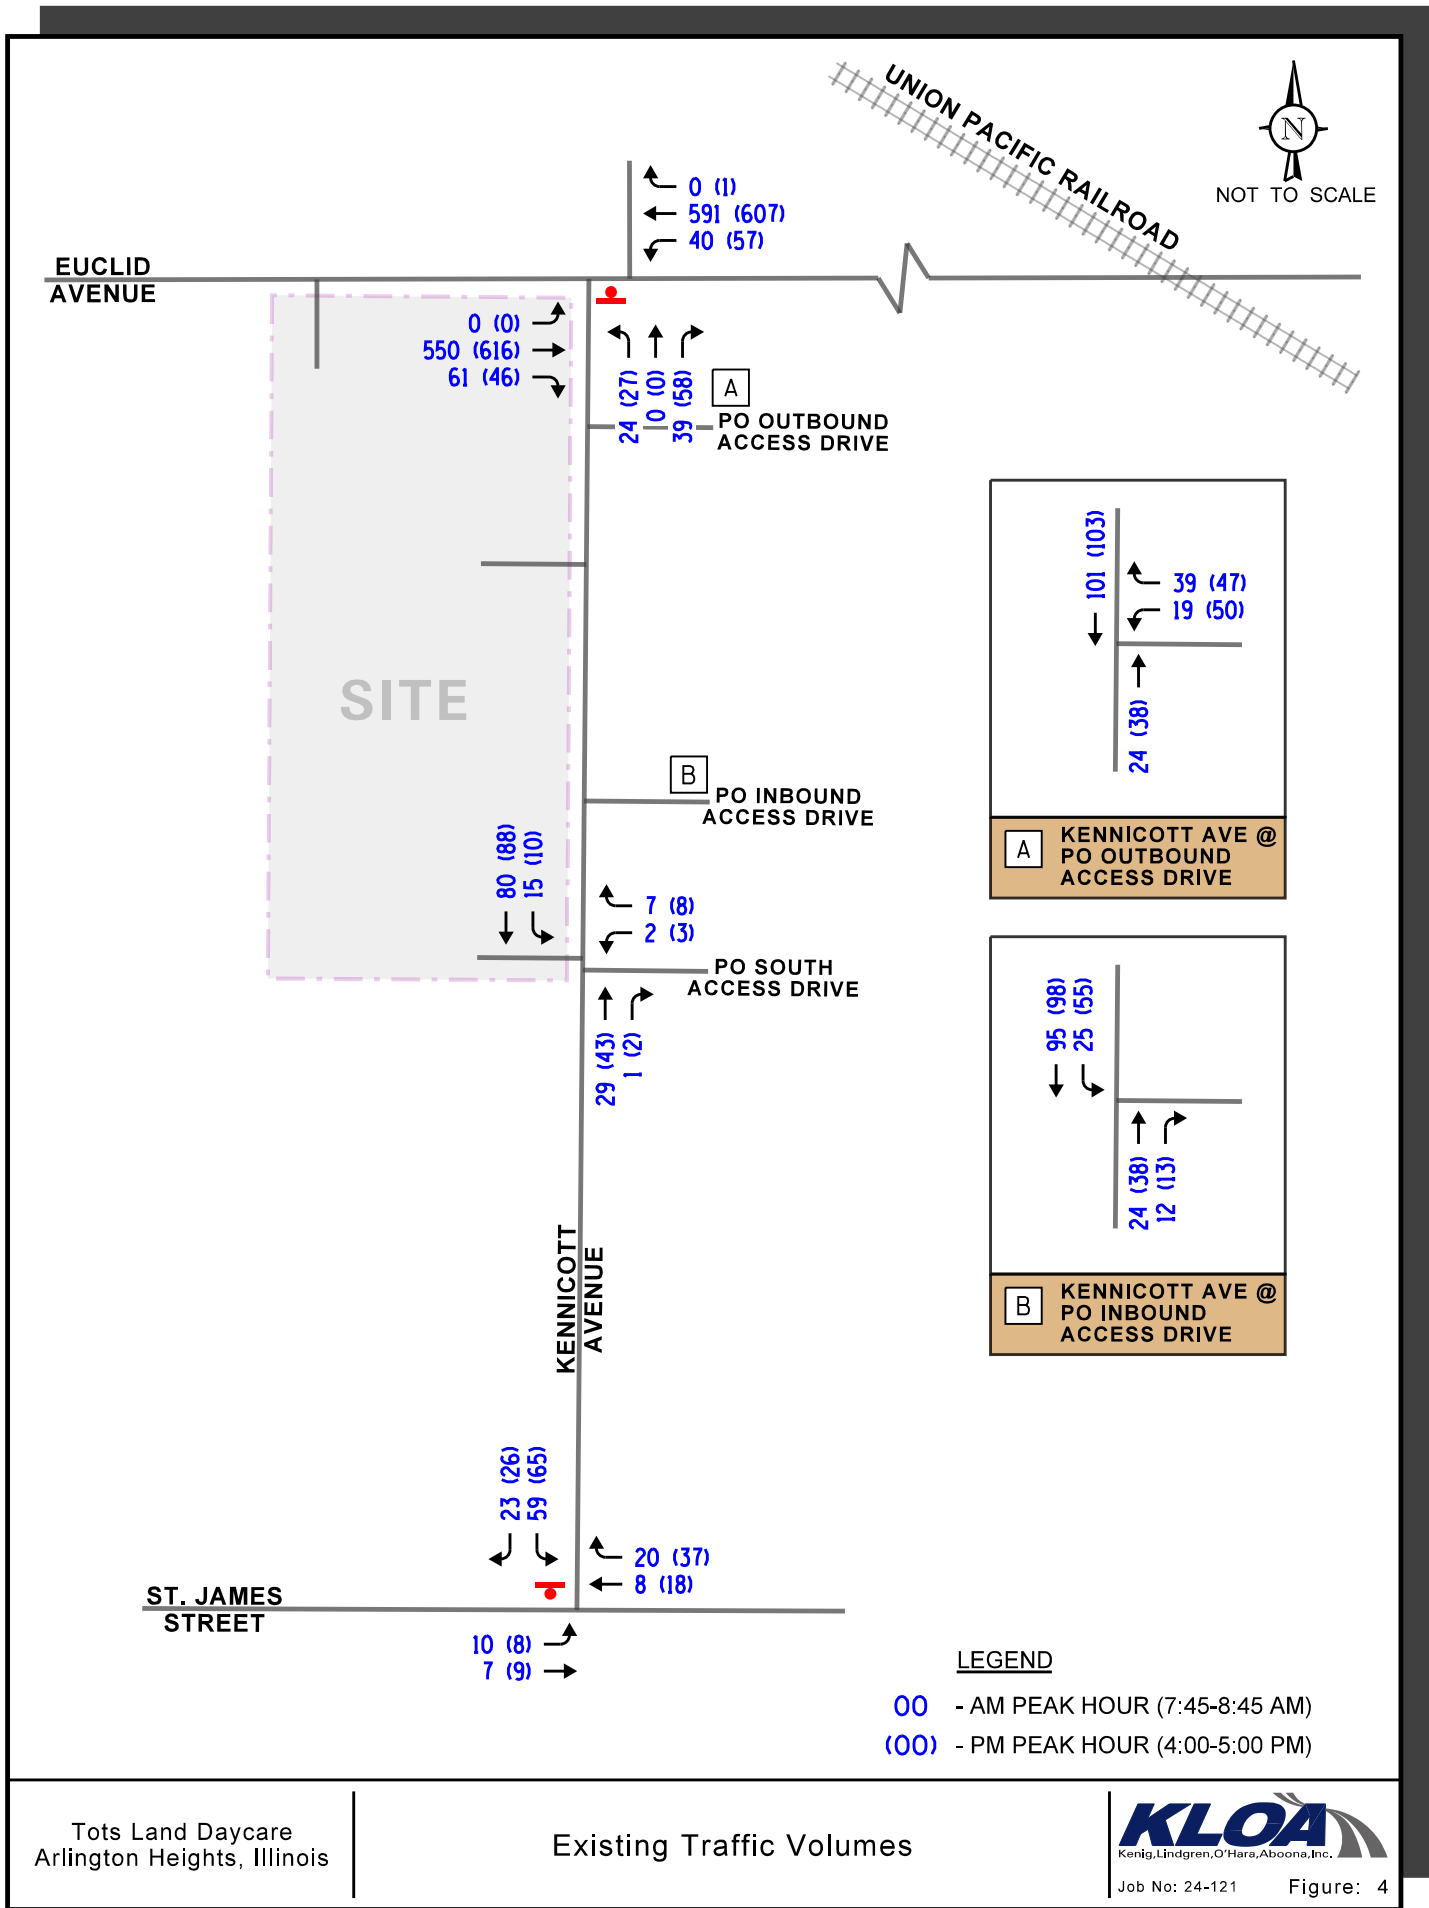 UNION PACIFIC RAILROAD
N
NOT TO SCALE
0 (1)
591 (607)
40 (57)
EUCLID
AVENUE
0 (0)
550 (616)
61 (46)
24 (27)
0 (0)
39 (58)
A
PO OUTBOUND
ACCESS DRIVE
101 (103)
39 (47)
19 (50)
24 (38)
A
KENNICOTT AVE @
PO OUTBOUND
ACCESS DRIVE
SITE
B
PO INBOUND
ACCESS DRIVE
80 (88)
15 (10)
7 (8)
2 (3)
PO SOUTH
ACCESS DRIVE
29 (43)
1 (2)
95 (98)
25 (55)
24 (38)
12 (13)
B
KENNICOTT AVE @
PO INBOUND
ACCESS DRIVE
KENNICOTT
AVENUE
23 (26)
59 (65)
20 (37)
8 (18)
ST. JAMES
STREET
10 (8)
7 (9)
LEGEND
00 - AM PEAK HOUR (7:45-8:45 AM)
(00) - PM PEAK HOUR (4:00-5:00 PM)
Tots Land Daycare
Arlington Heights, Illinois
Existing Traffic Volumes
KLOA
Kenig,Lindgren,O'Hara,Aboona,Inc.
Job No: 24-121
Figure: 4